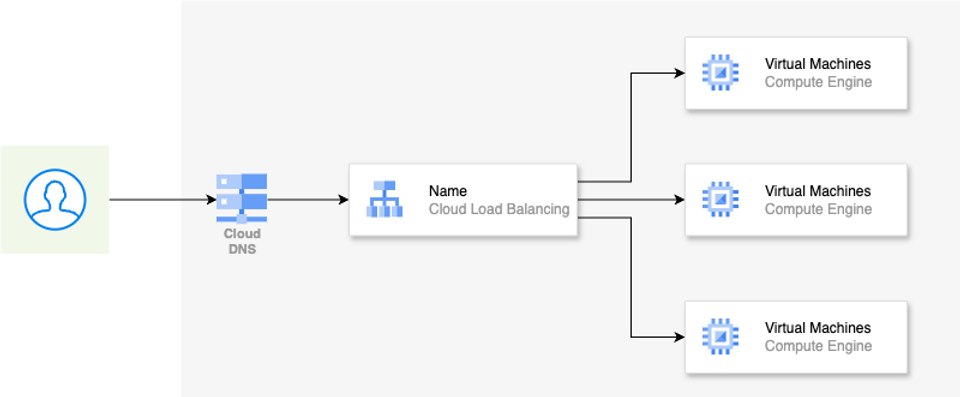 Virtual Machines
Compute Engine
Name
Cloud Load Balancing
Virtual Machines
Compute Engine
Cloud
DNS
Virtual Machines
Compute Engine